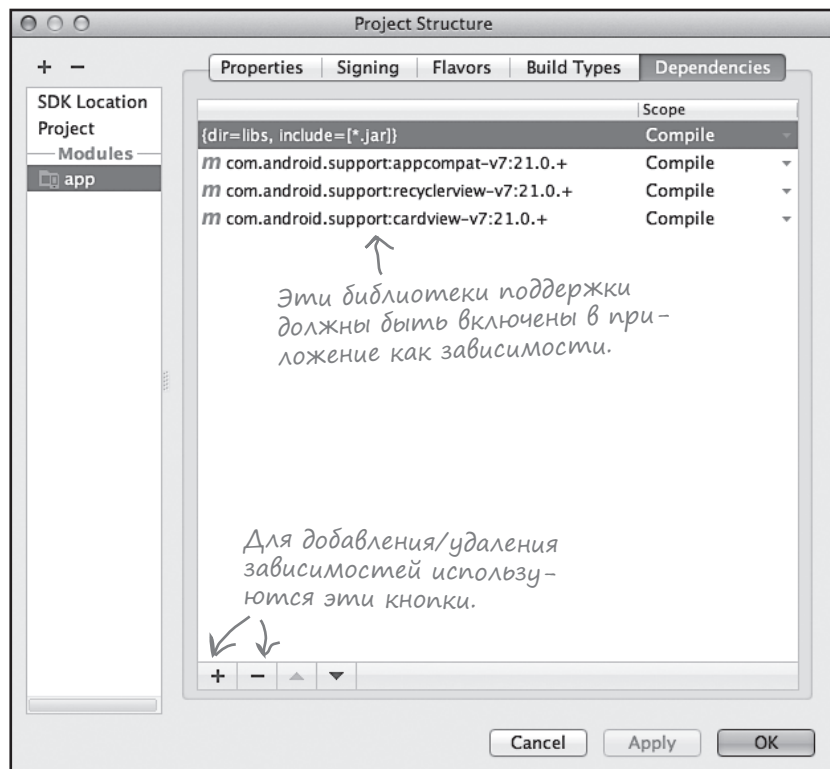 Project Structure
+ −
Properties Signing Flavors Build Types Dependencies
SDK Location
Project
Modules
app
Scope
{dir=libs, include=[*.jar]} Compile
m com.android.support:appcompat-v7:21.0.+ Compile
m com.android.support:recyclerview-v7:21.0.+ Compile
m com.android.support:cardview-v7:21.0.+ Compile
Эти библиотеки поддержки
должны быть включены в при-
ложение как зависимости.
Для добавления/удаления
зависимостей использу-
ются эти кнопки.
+ −
Cancel Apply OK